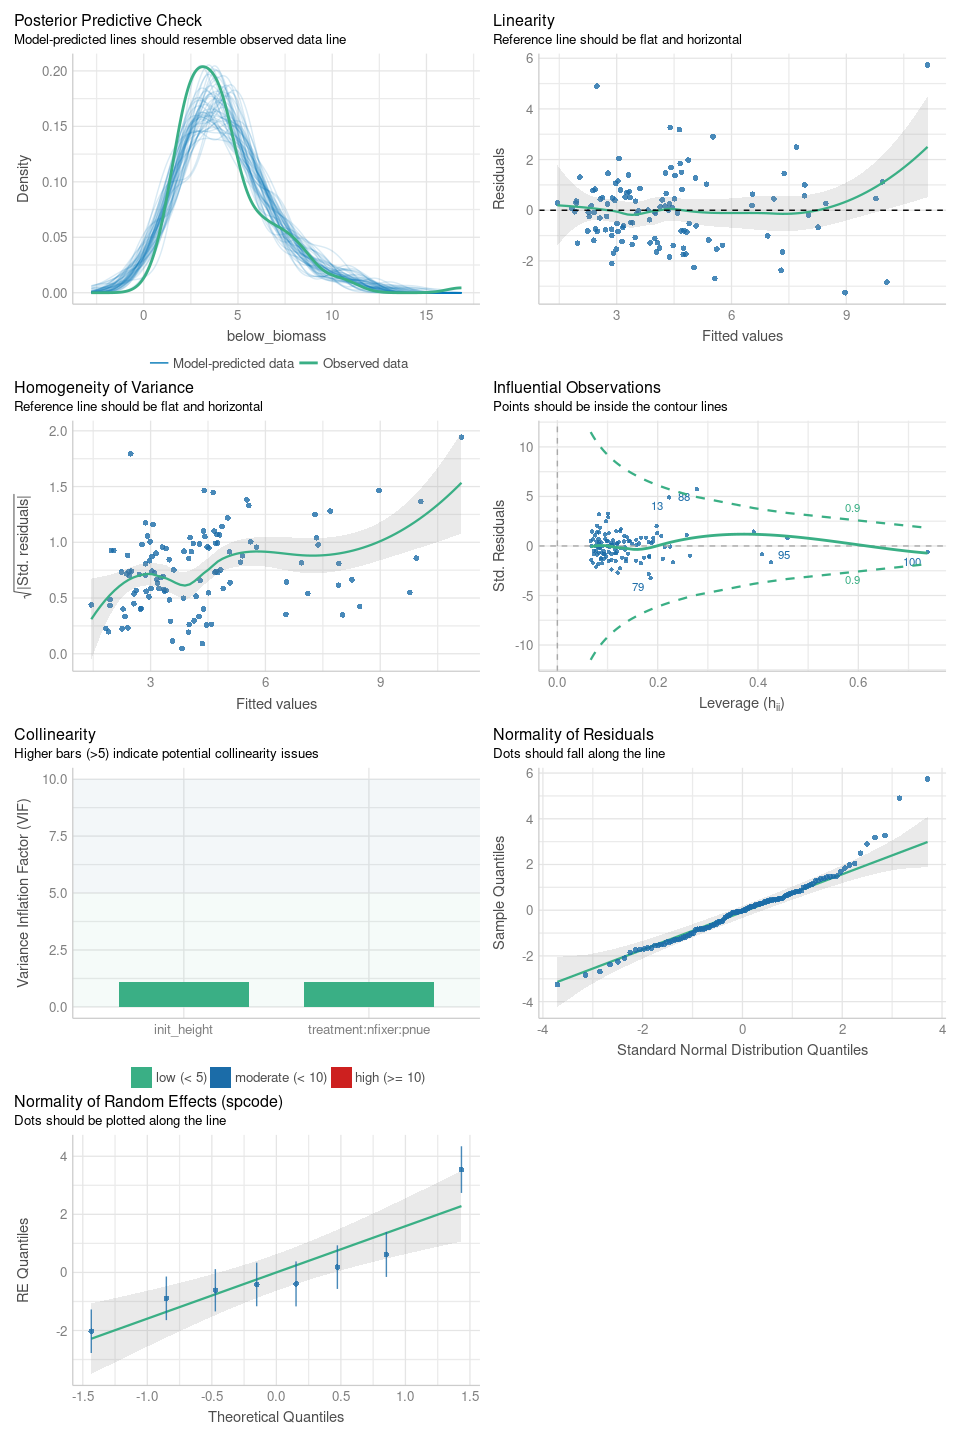 Posterior Predictive Check
Model-predicted lines should resemble observed data line
0.20
0.15
0.10
0.05
0.00
Density
0
5
10
15
below_biomass
Model-predicted data
Observed data
Linearity
Reference line should be flat and horizontal
6
4
2
0
-2
Residuals
3
6
9
Fitted values
Homogeneity of Variance
Reference line should be flat and horizontal
2.0
1.5
1.0
0.5
0.0
√|Std. residuals|
3
6
9
Fitted values
Influential Observations
Points should be inside the contour lines
10
5
0
-5
-10
Std. Residuals
13
88
0.9
95
100
79
0.9
0.0
0.2
0.4
0.6
Leverage (hii)
Collinearity
Higher bars (>5) indicate potential collinearity issues
10.0
7.5
5.0
2.5
0.0
Variance Inflation Factor (VIF)
init_height
treatment:nfixer:pnue
low (< 5)
moderate (< 10)
high (>= 10)
Normality of Residuals
Dots should fall along the line
6
4
2
0
-2
-4
Sample Quantiles
-4
-2
0
2
4
Standard Normal Distribution Quantiles
Normality of Random Effects (spcode)
Dots should be plotted along the line
4
2
0
-2
RE Quantiles
-1.5
-1.0
-0.5
0.0
0.5
1.0
1.5
Theoretical Quantiles